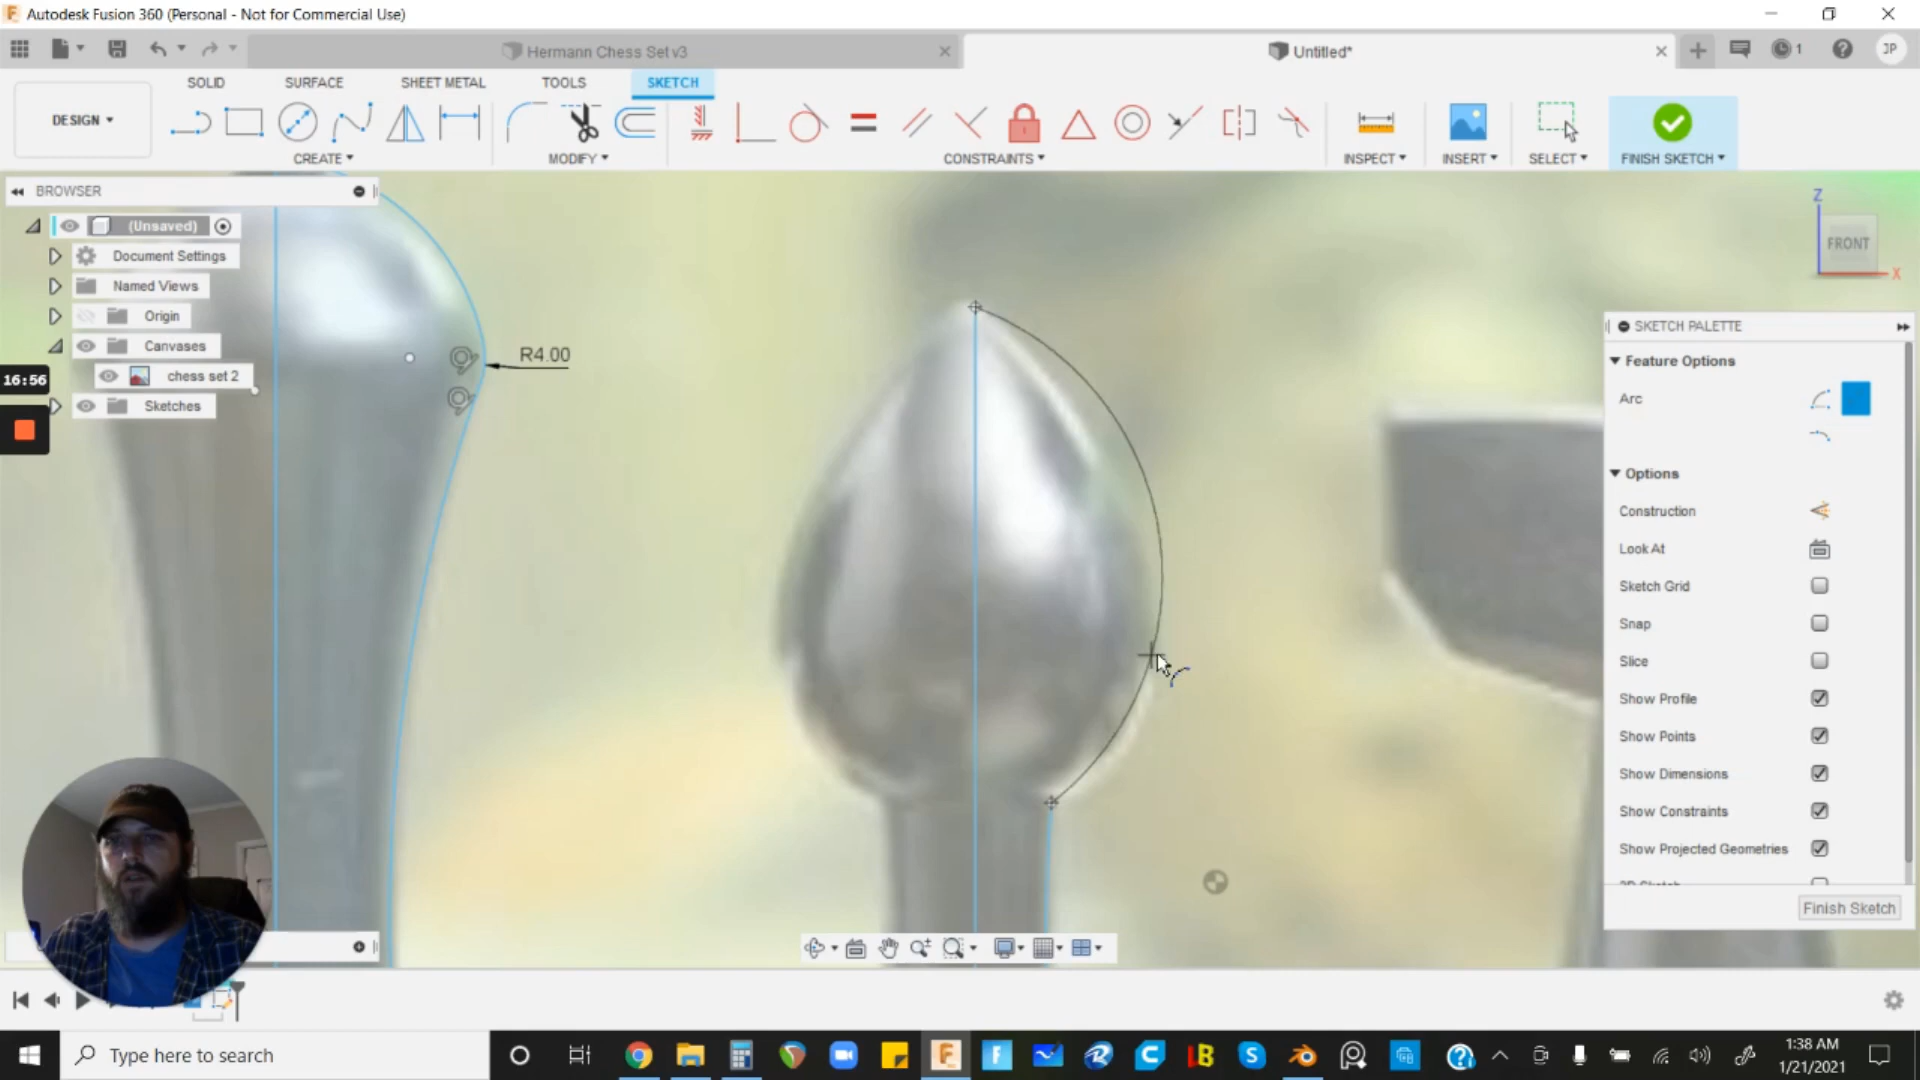 Autodesk Fusion 360 (Personal - Not for Commercial Use)
Hermann Chess Set v3
Untitled*
1
JP
DESIGN
SOLID
SURFACE
SHEET METAL
TOOLS
SKETCH
CREATE
MODIFY
CONSTRAINTS
INSPECT
INSERT
SELECT
FINISH SKETCH
BROWSER
(Unsaved)
Document Settings
Named Views
Origin
Canvases
chess set 2
Sketches
16:56
R4.00
Z
FRONT
X
SKETCH PALETTE
Feature Options
Arc
Options
Construction
Look At
Sketch Grid
Snap
Slice
Show Profile
Show Points
Show Dimensions
Show Constraints
Show Projected Geometries
3D Sketch
Finish Sketch
Type here to search
1:38 AM
1/21/2021